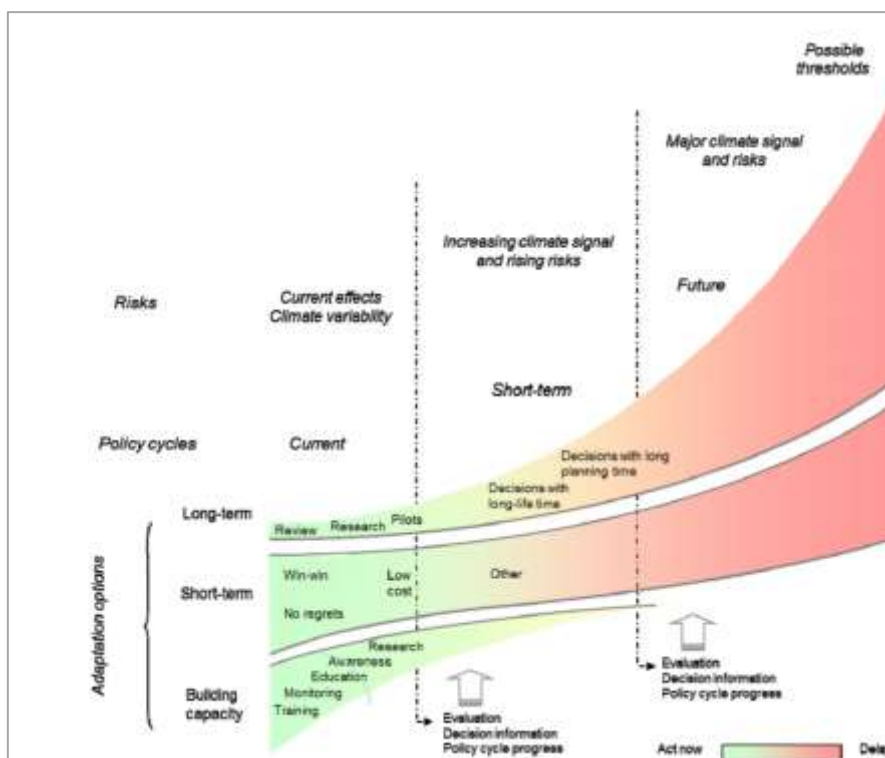 Possible
thresholds
Major climate signal
and risks
Increasing climate signal
and rising risks
Future
Risks
Current effects
Climate variability
Short-term
Policy cycles
Current
Decisions with long
planning time
Decisions with
long-life time
Long-term
Review
Research
Pilots
Win-win
Low
cost
Other
Short-term
No regrets
Adaptation options
Research
Awareness
Education
Monitoring
Training
Building
capacity
Evaluation
Decision information
Policy cycle progress
Evaluation
Decision information
Policy cycle progress
Act now